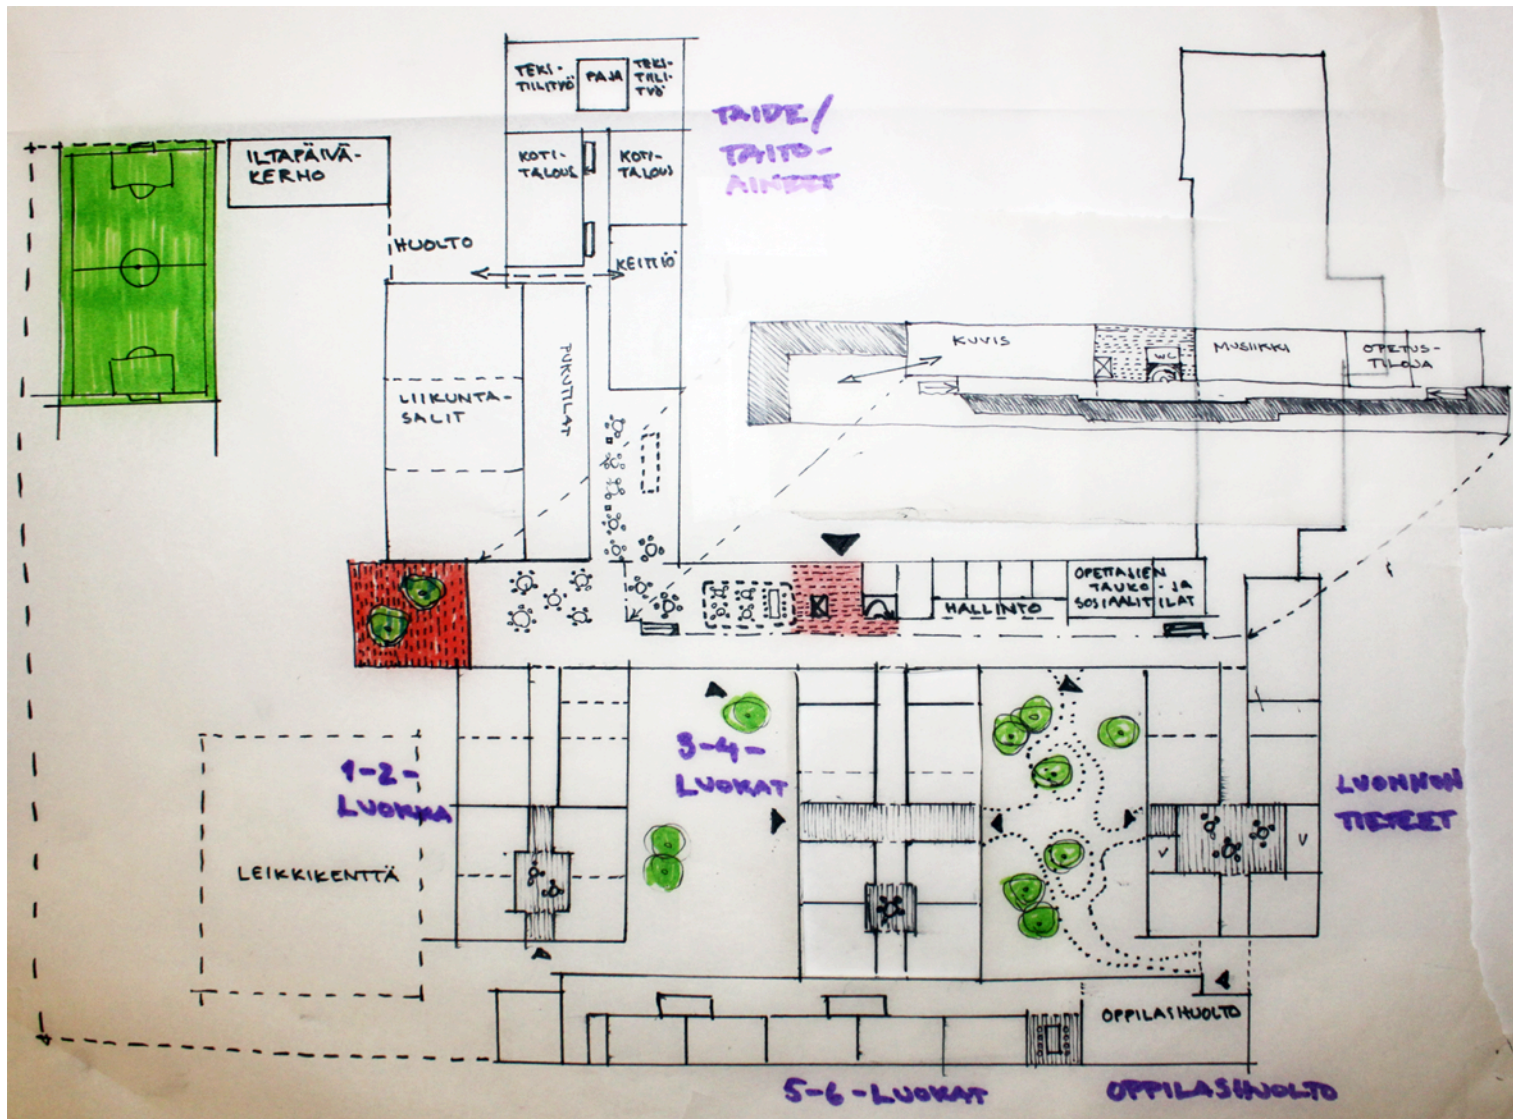 TEKS-
TIILITYÖ
PAJA
TEKS-
TIILI-
TYÖ
TAIDE/
TAITO-
AINEET
ILTAPÄIVÄ-
KERHO
KOTI-
TALOUS
KOTI-
TALOUS
HUOLTO
KEITTIÖ
KUVIS
WC
MUSIIKKI
OPETUS-
TILOJA
LIIKUNTA-
SALIT
PUKUTILAT
OPETTAJIEN
TAUKO- JA
SOSIAALITILAT
HALLINTO
1-2-
LUOKKA
3-4-
LUOKAT
LUONNON
TIETEET
V
V
LEIKKIKENTTÄ
OPPILASHUOLTO
5-6-LUOKAT
OPPILASHUOLTO